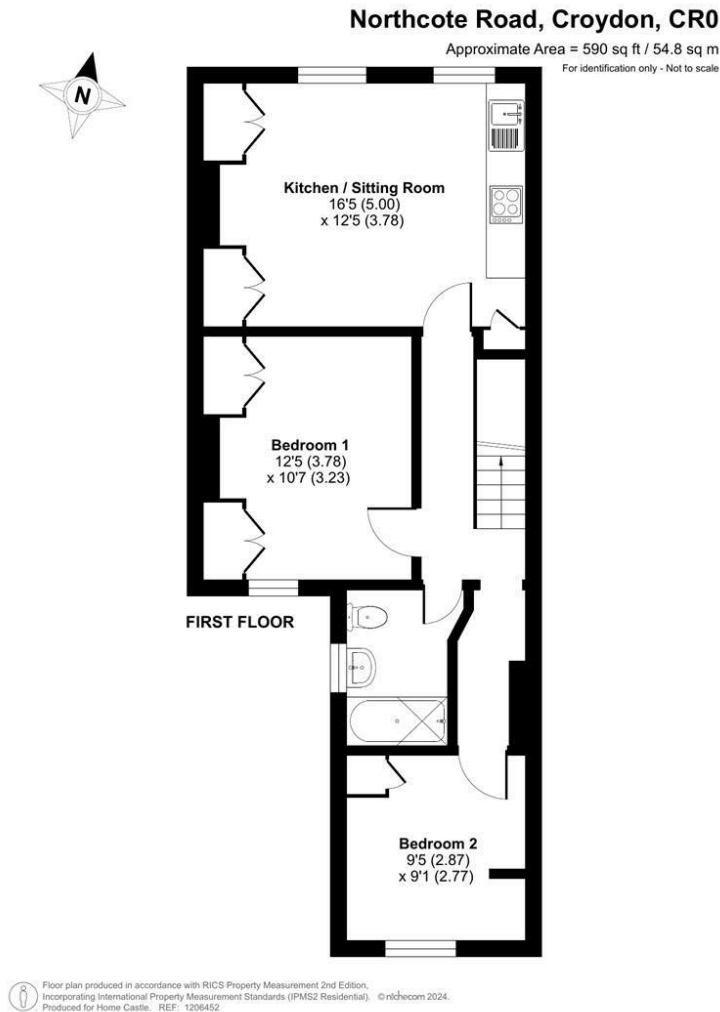 Northcote Road, Croydon, CR0
Approximate Area = 590 sq ft / 54.8 sq m
For identification only - Not to scale
N
Kitchen / Sitting Room
16'5 (5.00)
x 12'5 (3.78)
Bedroom 1
12'5 (3.78)
x 10'7 (3.23)
FIRST FLOOR
Bedroom 2
9'5 (2.87)
x 9'1 (2.77)
Floor plan produced in accordance with RICS Property Measurement 2nd Edition,
Incorporating International Property Measurement Standards (IPMS2 Residential). © nichecom 2024.
Produced for Home Castle. REF: 1206452